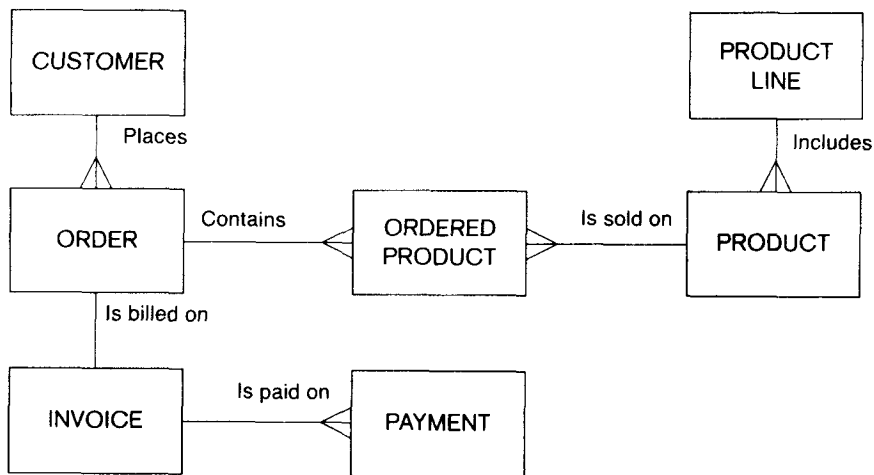 CUSTOMER
PRODUCT
LINE
Places
Includes
ORDER
Contains
ORDERED
PRODUCT
Is sold on
PRODUCT
Is billed on
INVOICE
Is paid on
PAYMENT